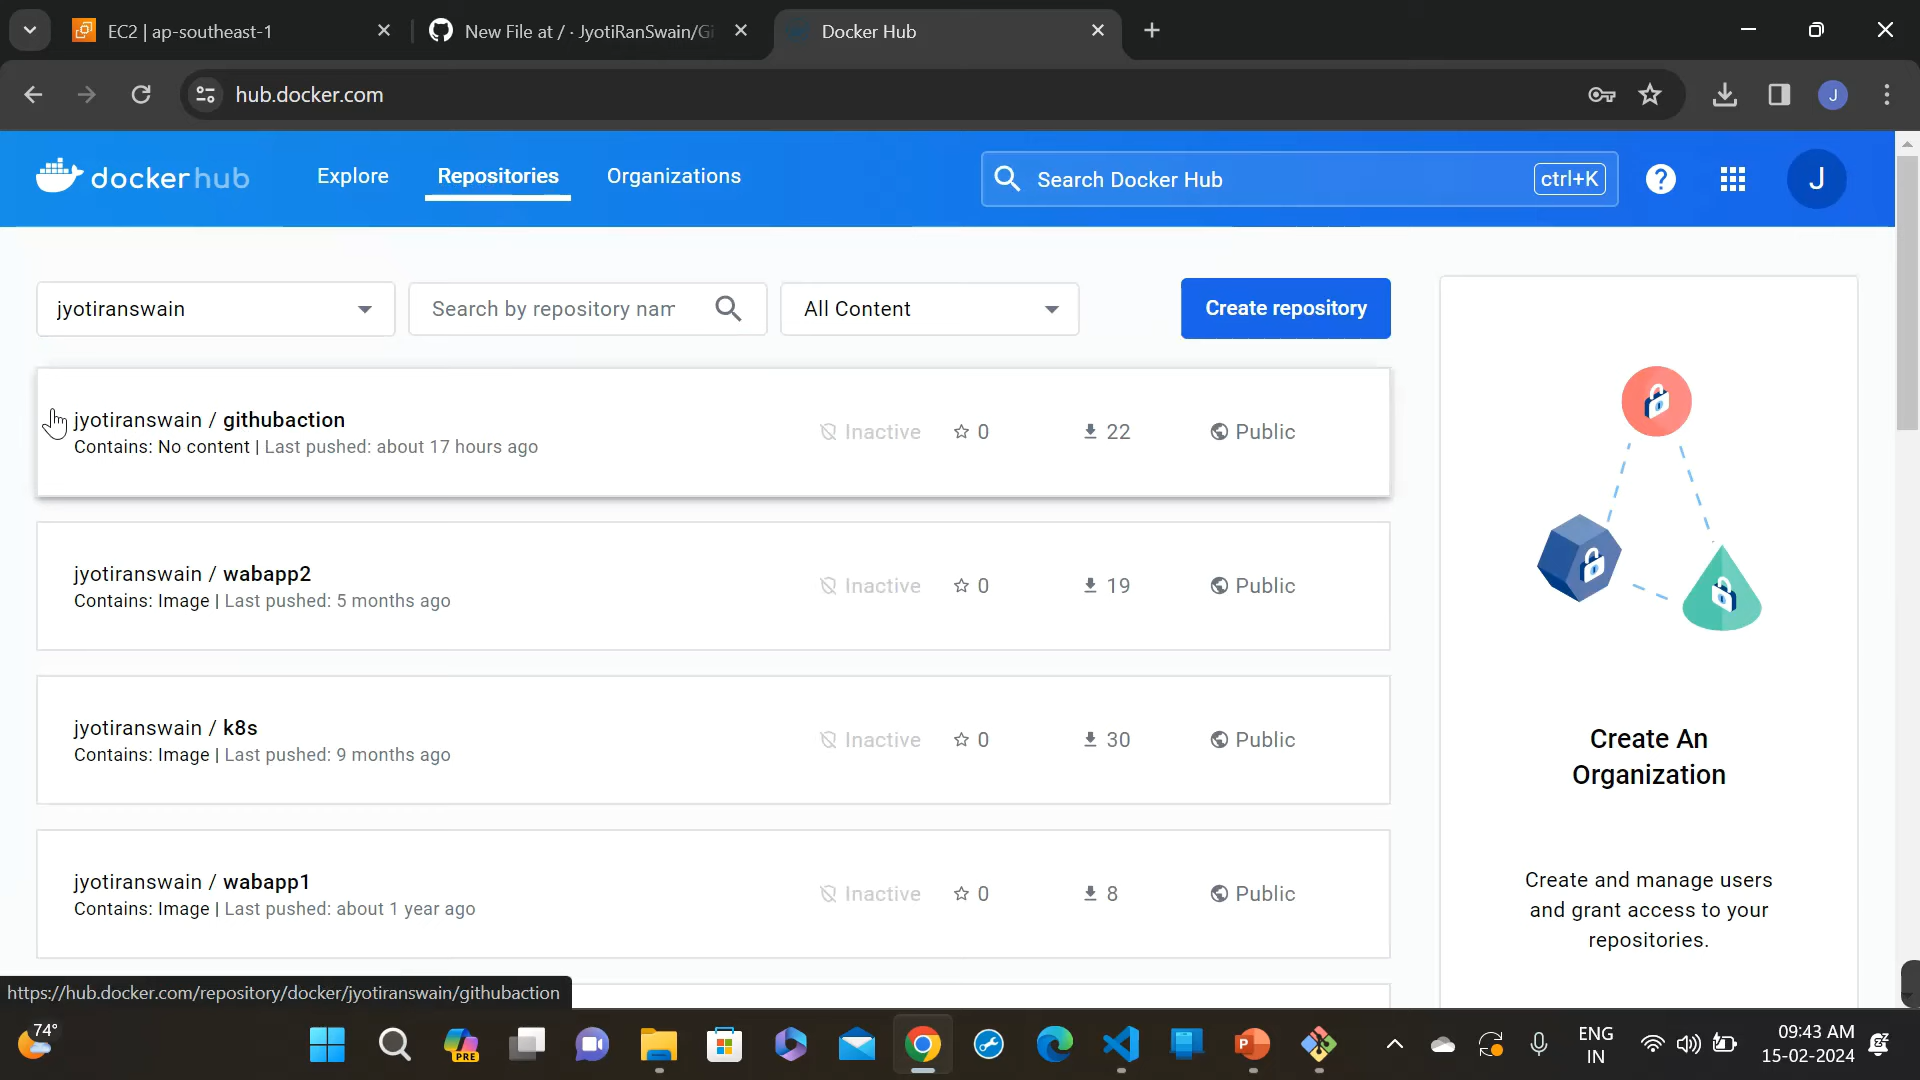 EC2 | ap-southeast-1
New File at / · JyotiRanSwain/Gi
Docker Hub
hub.docker.com
J
dockerhub
Explore
Repositories
Organizations
Search Docker Hub
ctrl+K
?
J
jyotiranswain
Search by repository nam
All Content
Create repository
jyotiranswain / githubaction
Contains: No content | Last pushed: about 17 hours ago
Inactive
0
22
Public
jyotiranswain / wabapp2
Contains: Image | Last pushed: 5 months ago
Inactive
0
19
Public
jyotiranswain / k8s
Contains: Image | Last pushed: 9 months ago
Inactive
0
30
Public
jyotiranswain / wabapp1
Contains: Image | Last pushed: about 1 year ago
Inactive
0
8
Public
Create An
Organization
Create and manage users
and grant access to your
repositories.
https://hub.docker.com/repository/docker/jyotiranswain/githubaction
74°
PRE
P
ENG
IN
09:43 AM
15-02-2024